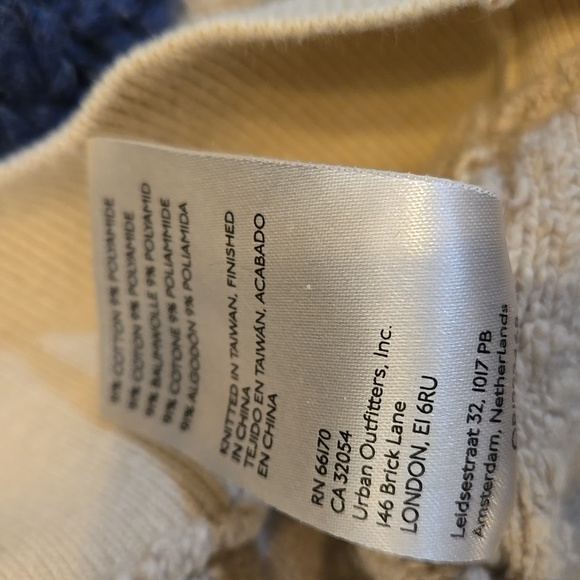 91% COTTON 9% POLYAMIDE
91% COTON 9% POLYAMIDE
91% BAUMWOLLE 9% POLYAMID
91% COTONE 9% POLIAMMIDE
91% ALGODÓN 9% POLIAMIDA
KNITTED IN TAIWAN, FINISHED
IN CHINA
TEJIDO EN TAIWÁN, ACABADO
EN CHINA
RN 66170
CA 32054
Urban Outfitters, Inc.
146 Brick Lane
LONDON, E1 6RU
Leidsestraat 32, 1017 PB
Amsterdam, Netherlands